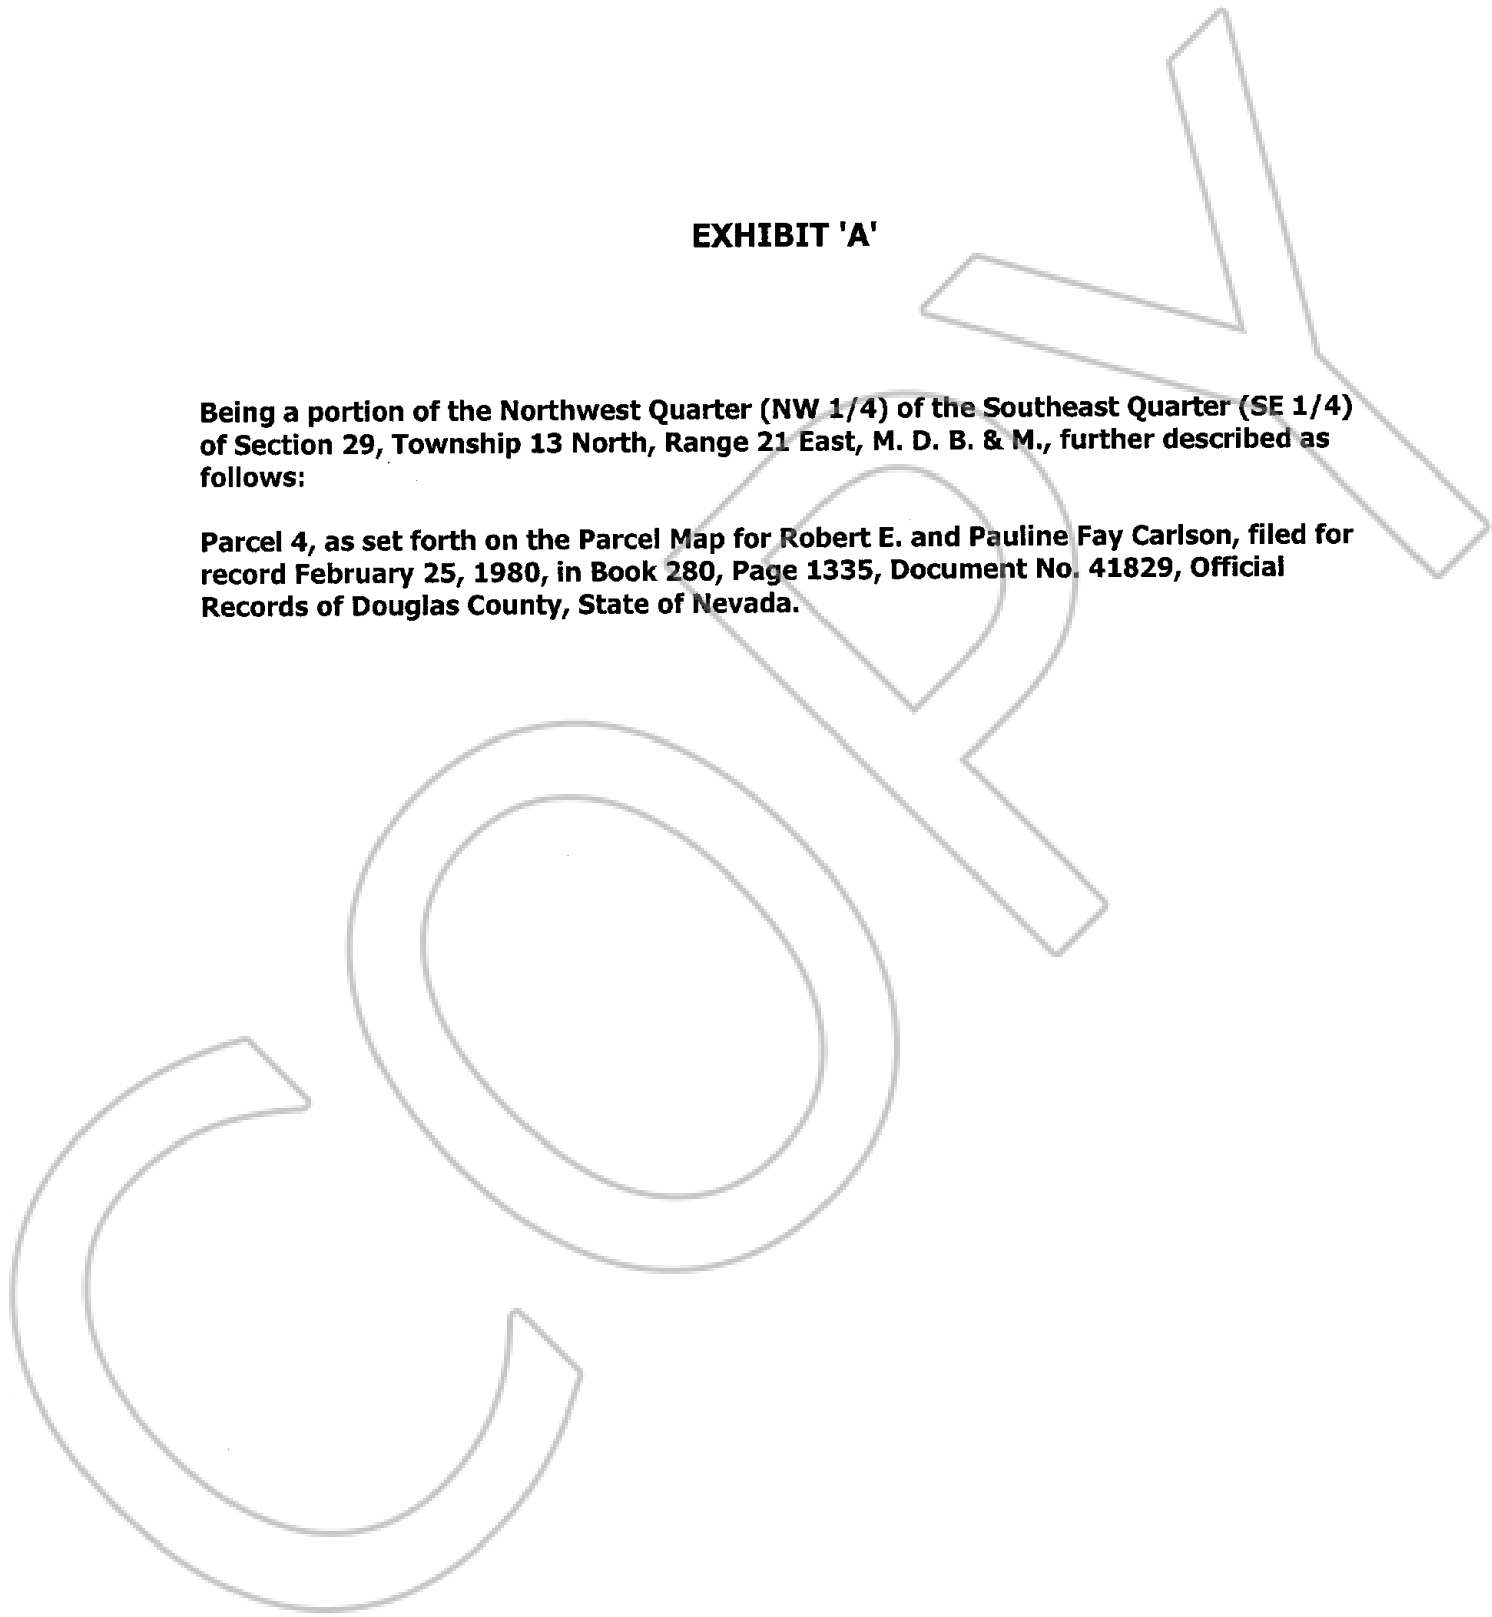 EXHIBIT 'A'
Being a portion of the Northwest Quarter (NW 1/4) of the Southeast Quarter (SE 1/4)
of Section 29, Township 13 North, Range 21 East, M. D. B. & M., further described as
follows:
Parcel 4, as set forth on the Parcel Map for Robert E. and Pauline Fay Carlson, filed for
record February 25, 1980, in Book 280, Page 1335, Document No. 41829, Official
Records of Douglas County, State of Nevada.
COPY